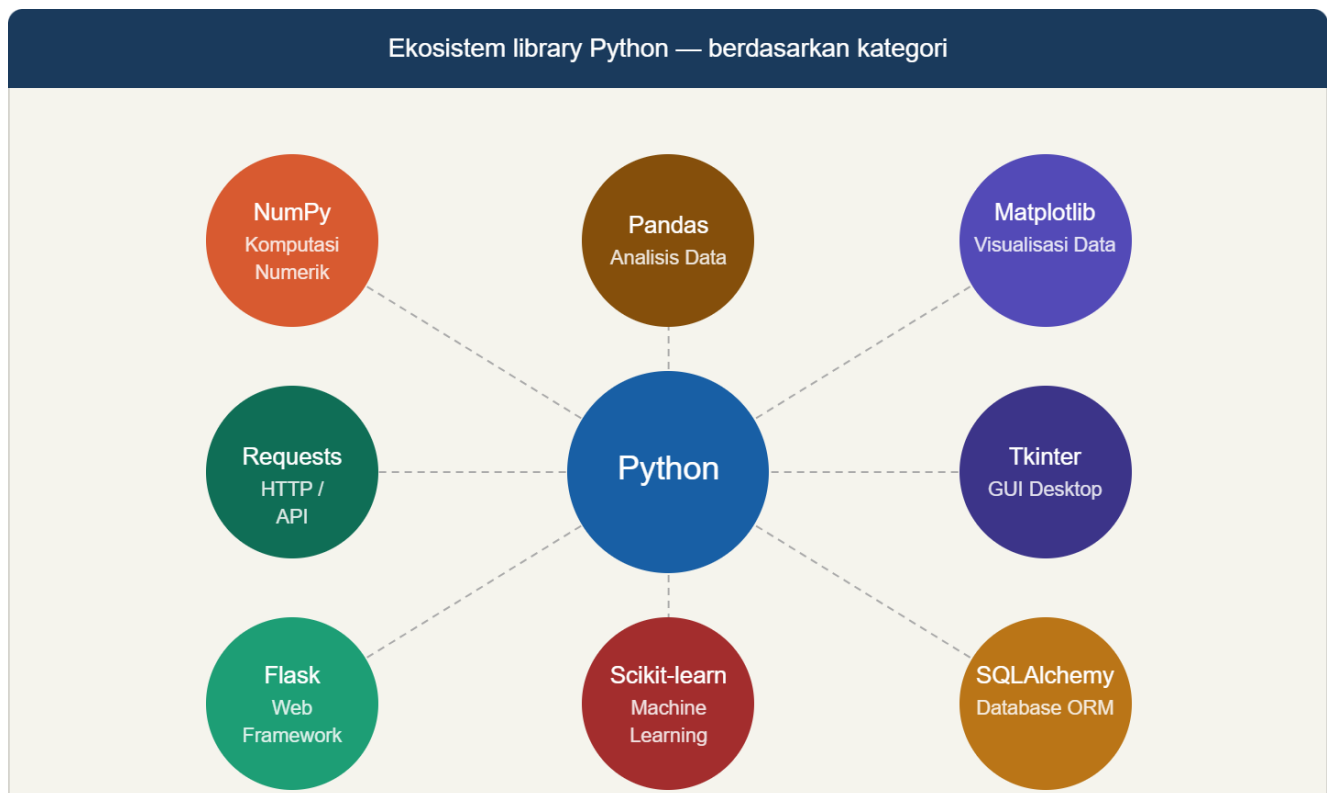 Ekosistem library Python — berdasarkan kategori
NumPy
Komputasi
Numerik
Pandas
Analisis Data
Matplotlib
Visualisasi Data
Requests
HTTP /
API
Python
Tkinter
GUI Desktop
Flask
Web
Framework
Scikit-learn
Machine
Learning
SQLAlchemy
Database ORM